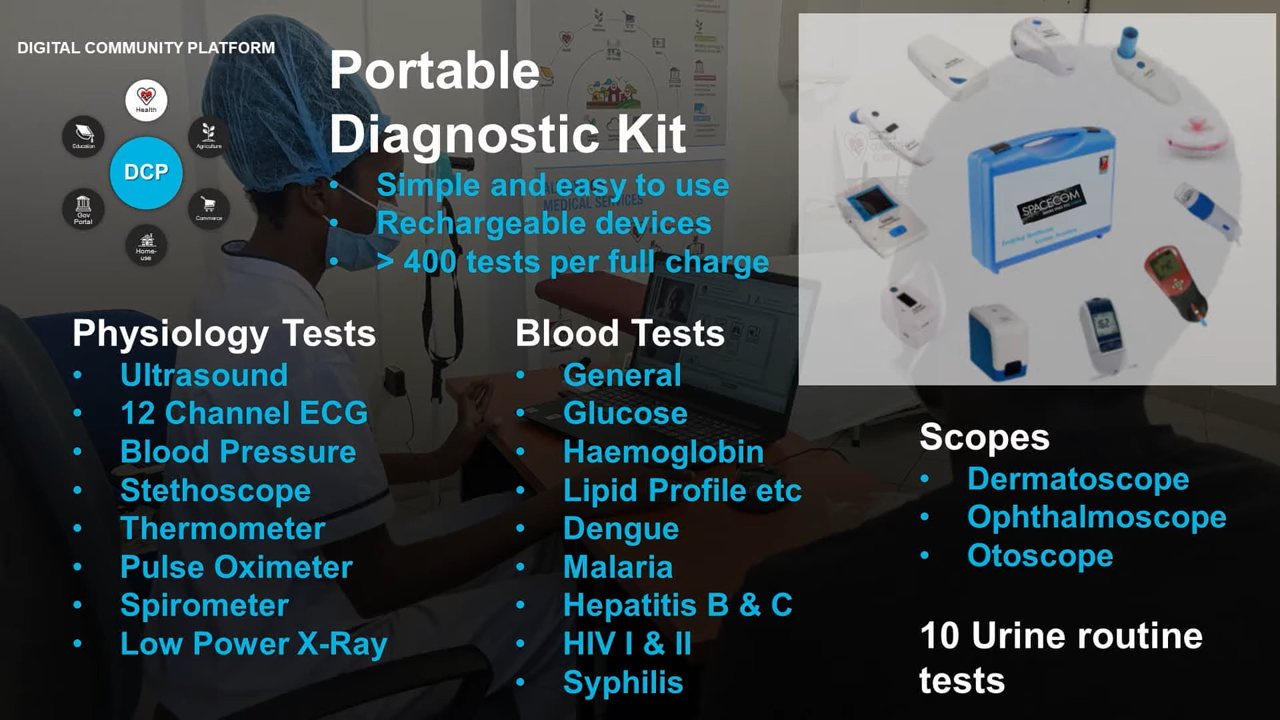 DIGITAL COMMUNITY PLATFORM
Health
Education
Agriculture
DCP
Gov
Portal
Commerce
Home-
use
Portable
Diagnostic Kit
• Simple and easy to use
• Rechargeable devices
• > 400 tests per full charge
SPACECOM
Physiology Tests
• Ultrasound
• 12 Channel ECG
• Blood Pressure
• Stethoscope
• Thermometer
• Pulse Oximeter
• Spirometer
• Low Power X-Ray
Blood Tests
• General
• Glucose
• Haemoglobin
• Lipid Profile etc
• Dengue
• Malaria
• Hepatitis B & C
• HIV I & II
• Syphilis
Scopes
• Dermatoscope
• Ophthalmoscope
• Otoscope
10 Urine routine
tests
MEDICAL SERVICES